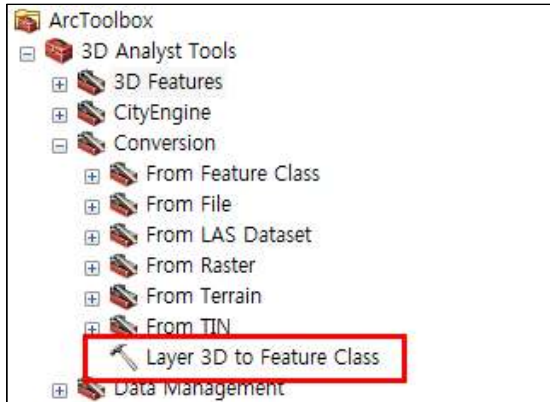 ArcToolbox
3D Analyst Tools
3D Features
CityEngine
Conversion
From Feature Class
From File
From LAS Dataset
From Raster
From Terrain
From TIN
Layer 3D to Feature Class
Data Management